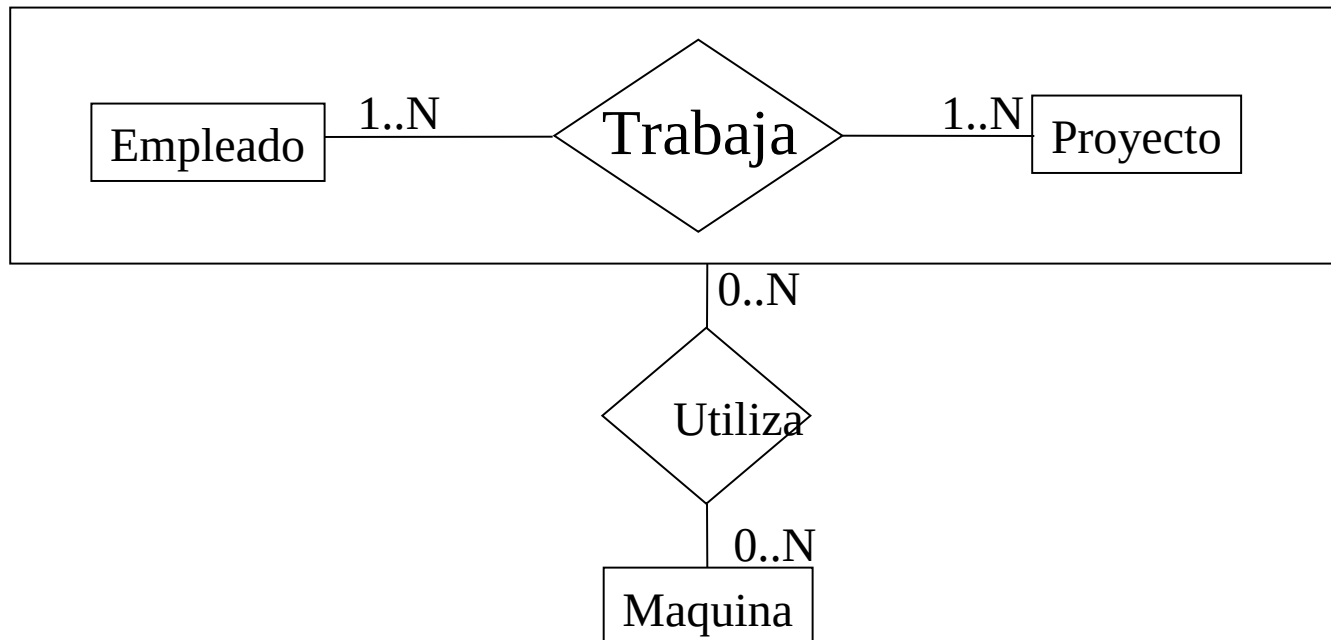 1..N
1..N
Empleado
Trabaja
Proyecto
0..N
Utiliza
0..N
Maquina